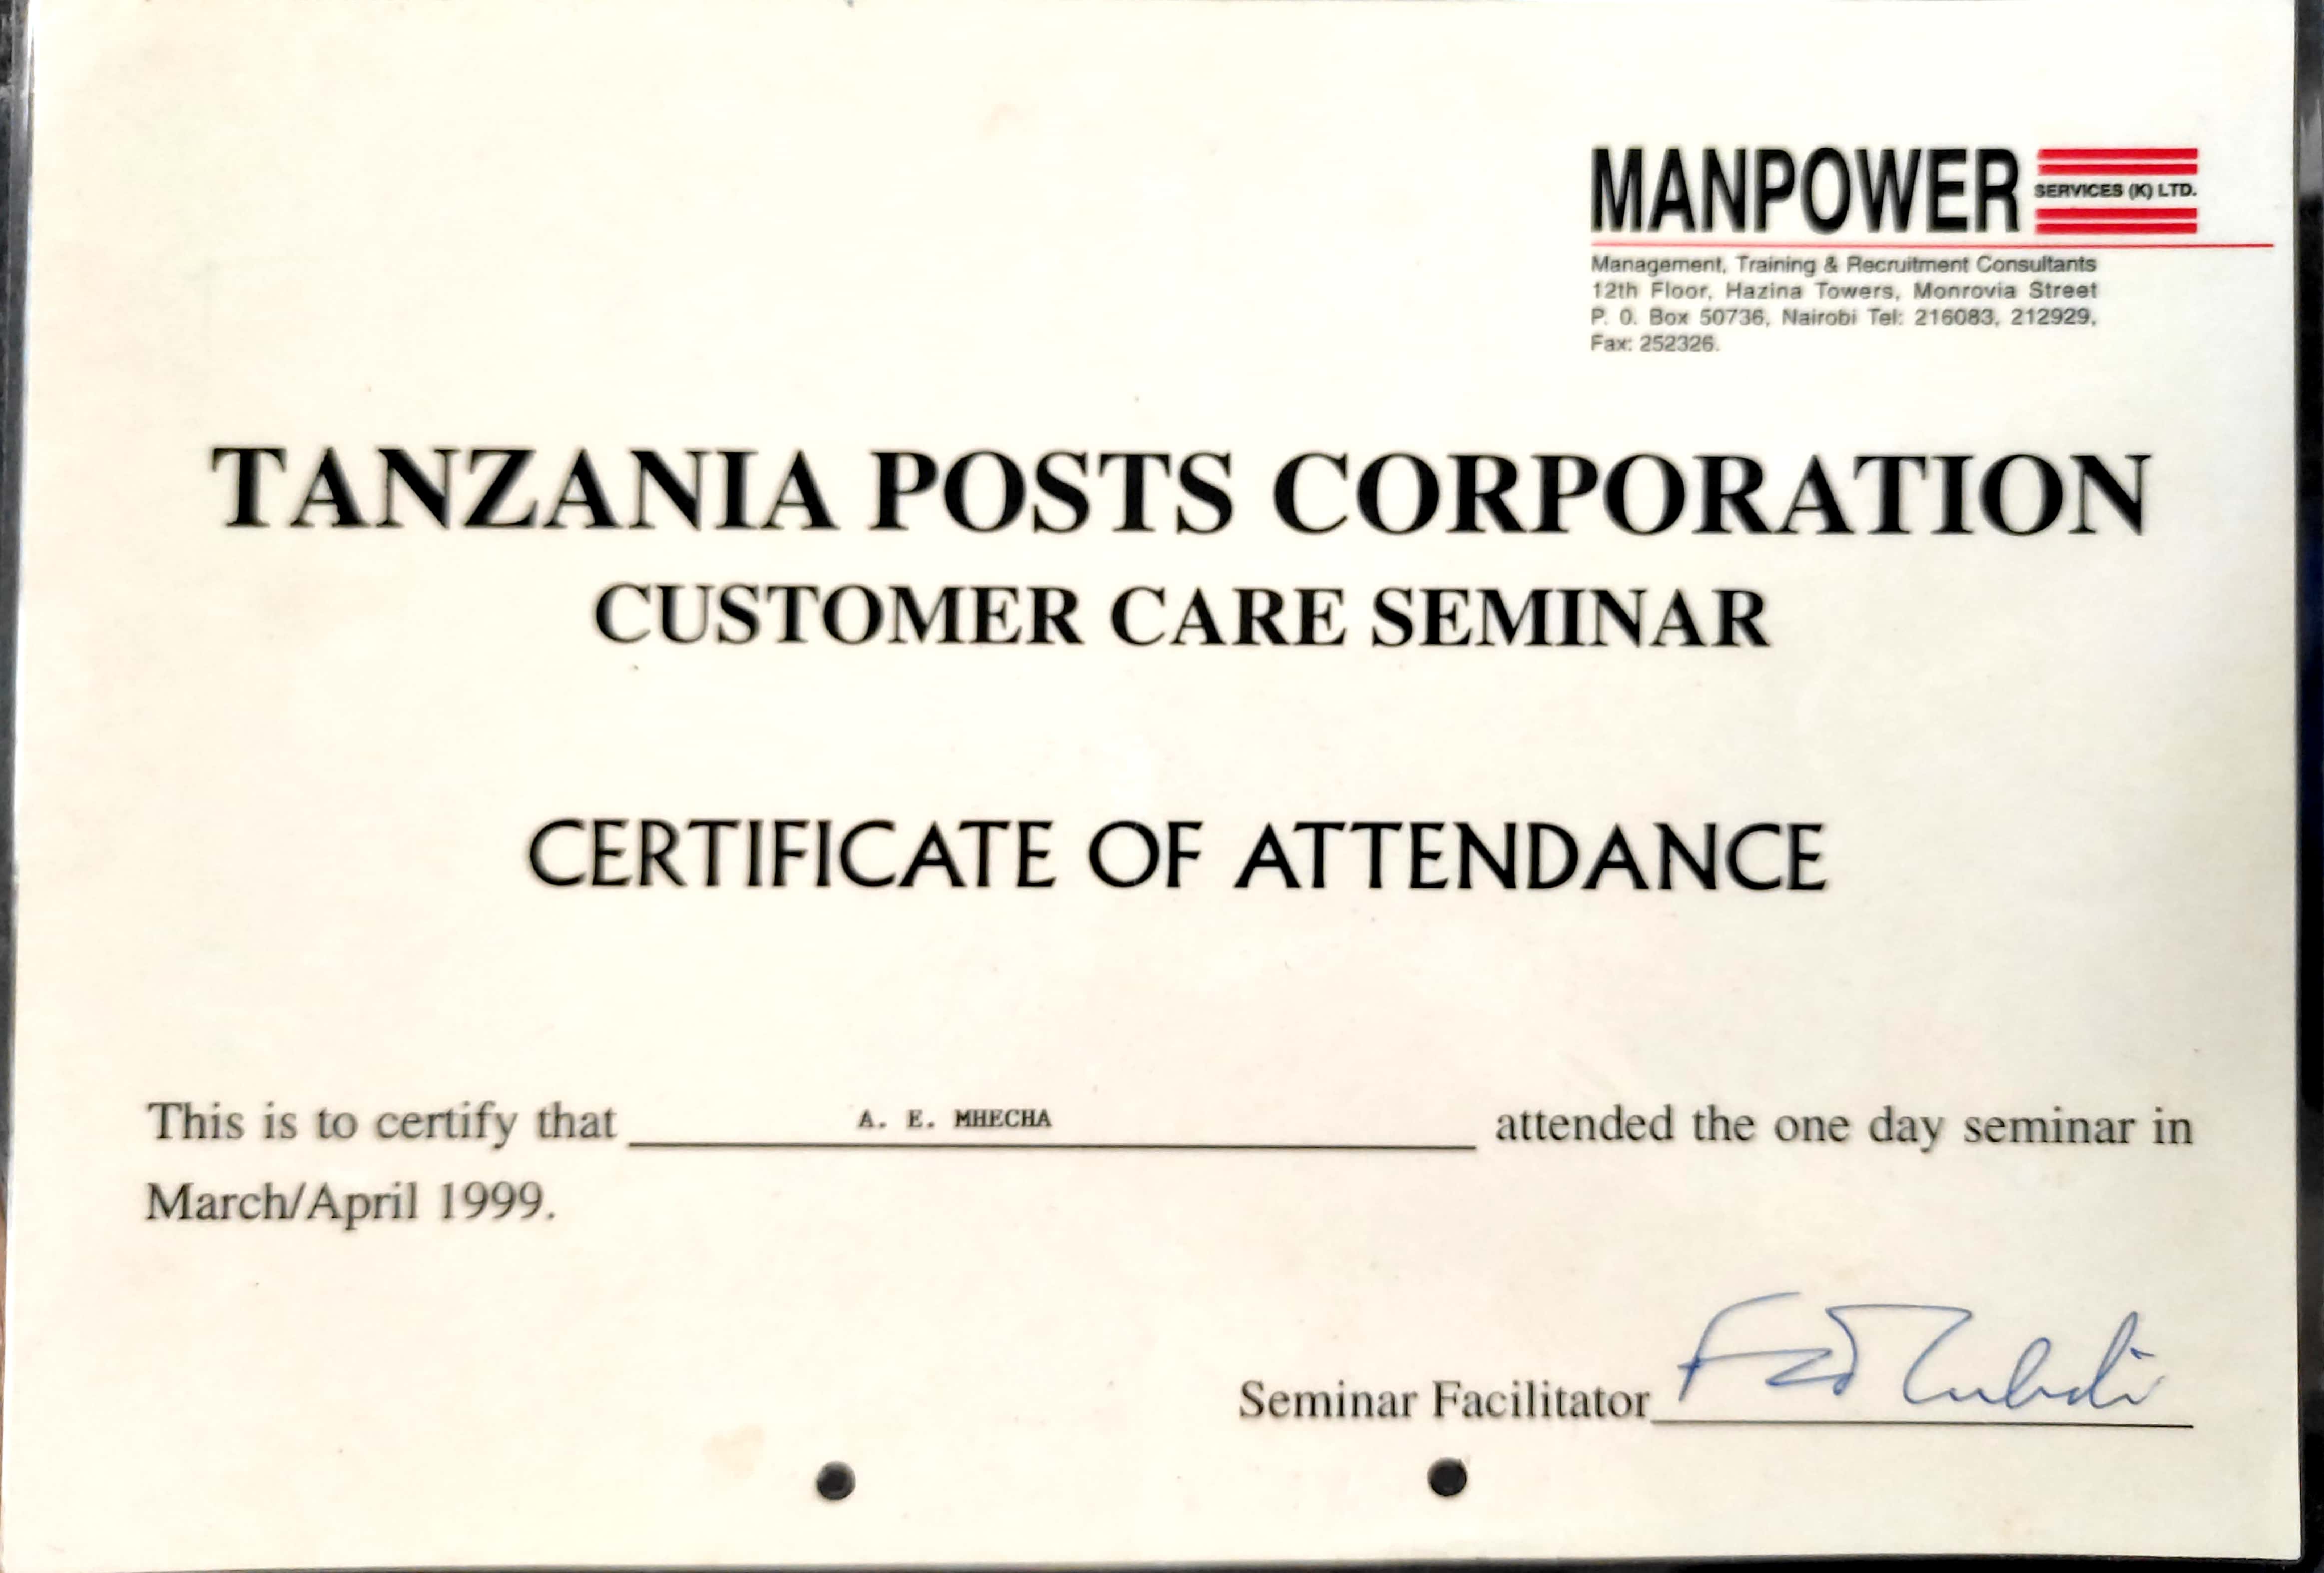 MANPOWER SERVICES (K) LTD.
Management, Training & Recruitment Consultants
12th Floor, Hazina Towers, Monrovia Street
P. O. Box 50736, Nairobi Tel: 216083, 212929,
Fax: 252326.
TANZANIA POSTS CORPORATION
CUSTOMER CARE SEMINAR
CERTIFICATE OF ATTENDANCE
This is to certify that A. E. MHECHA attended the one day seminar in
March/April 1999.
Seminar Facilitator